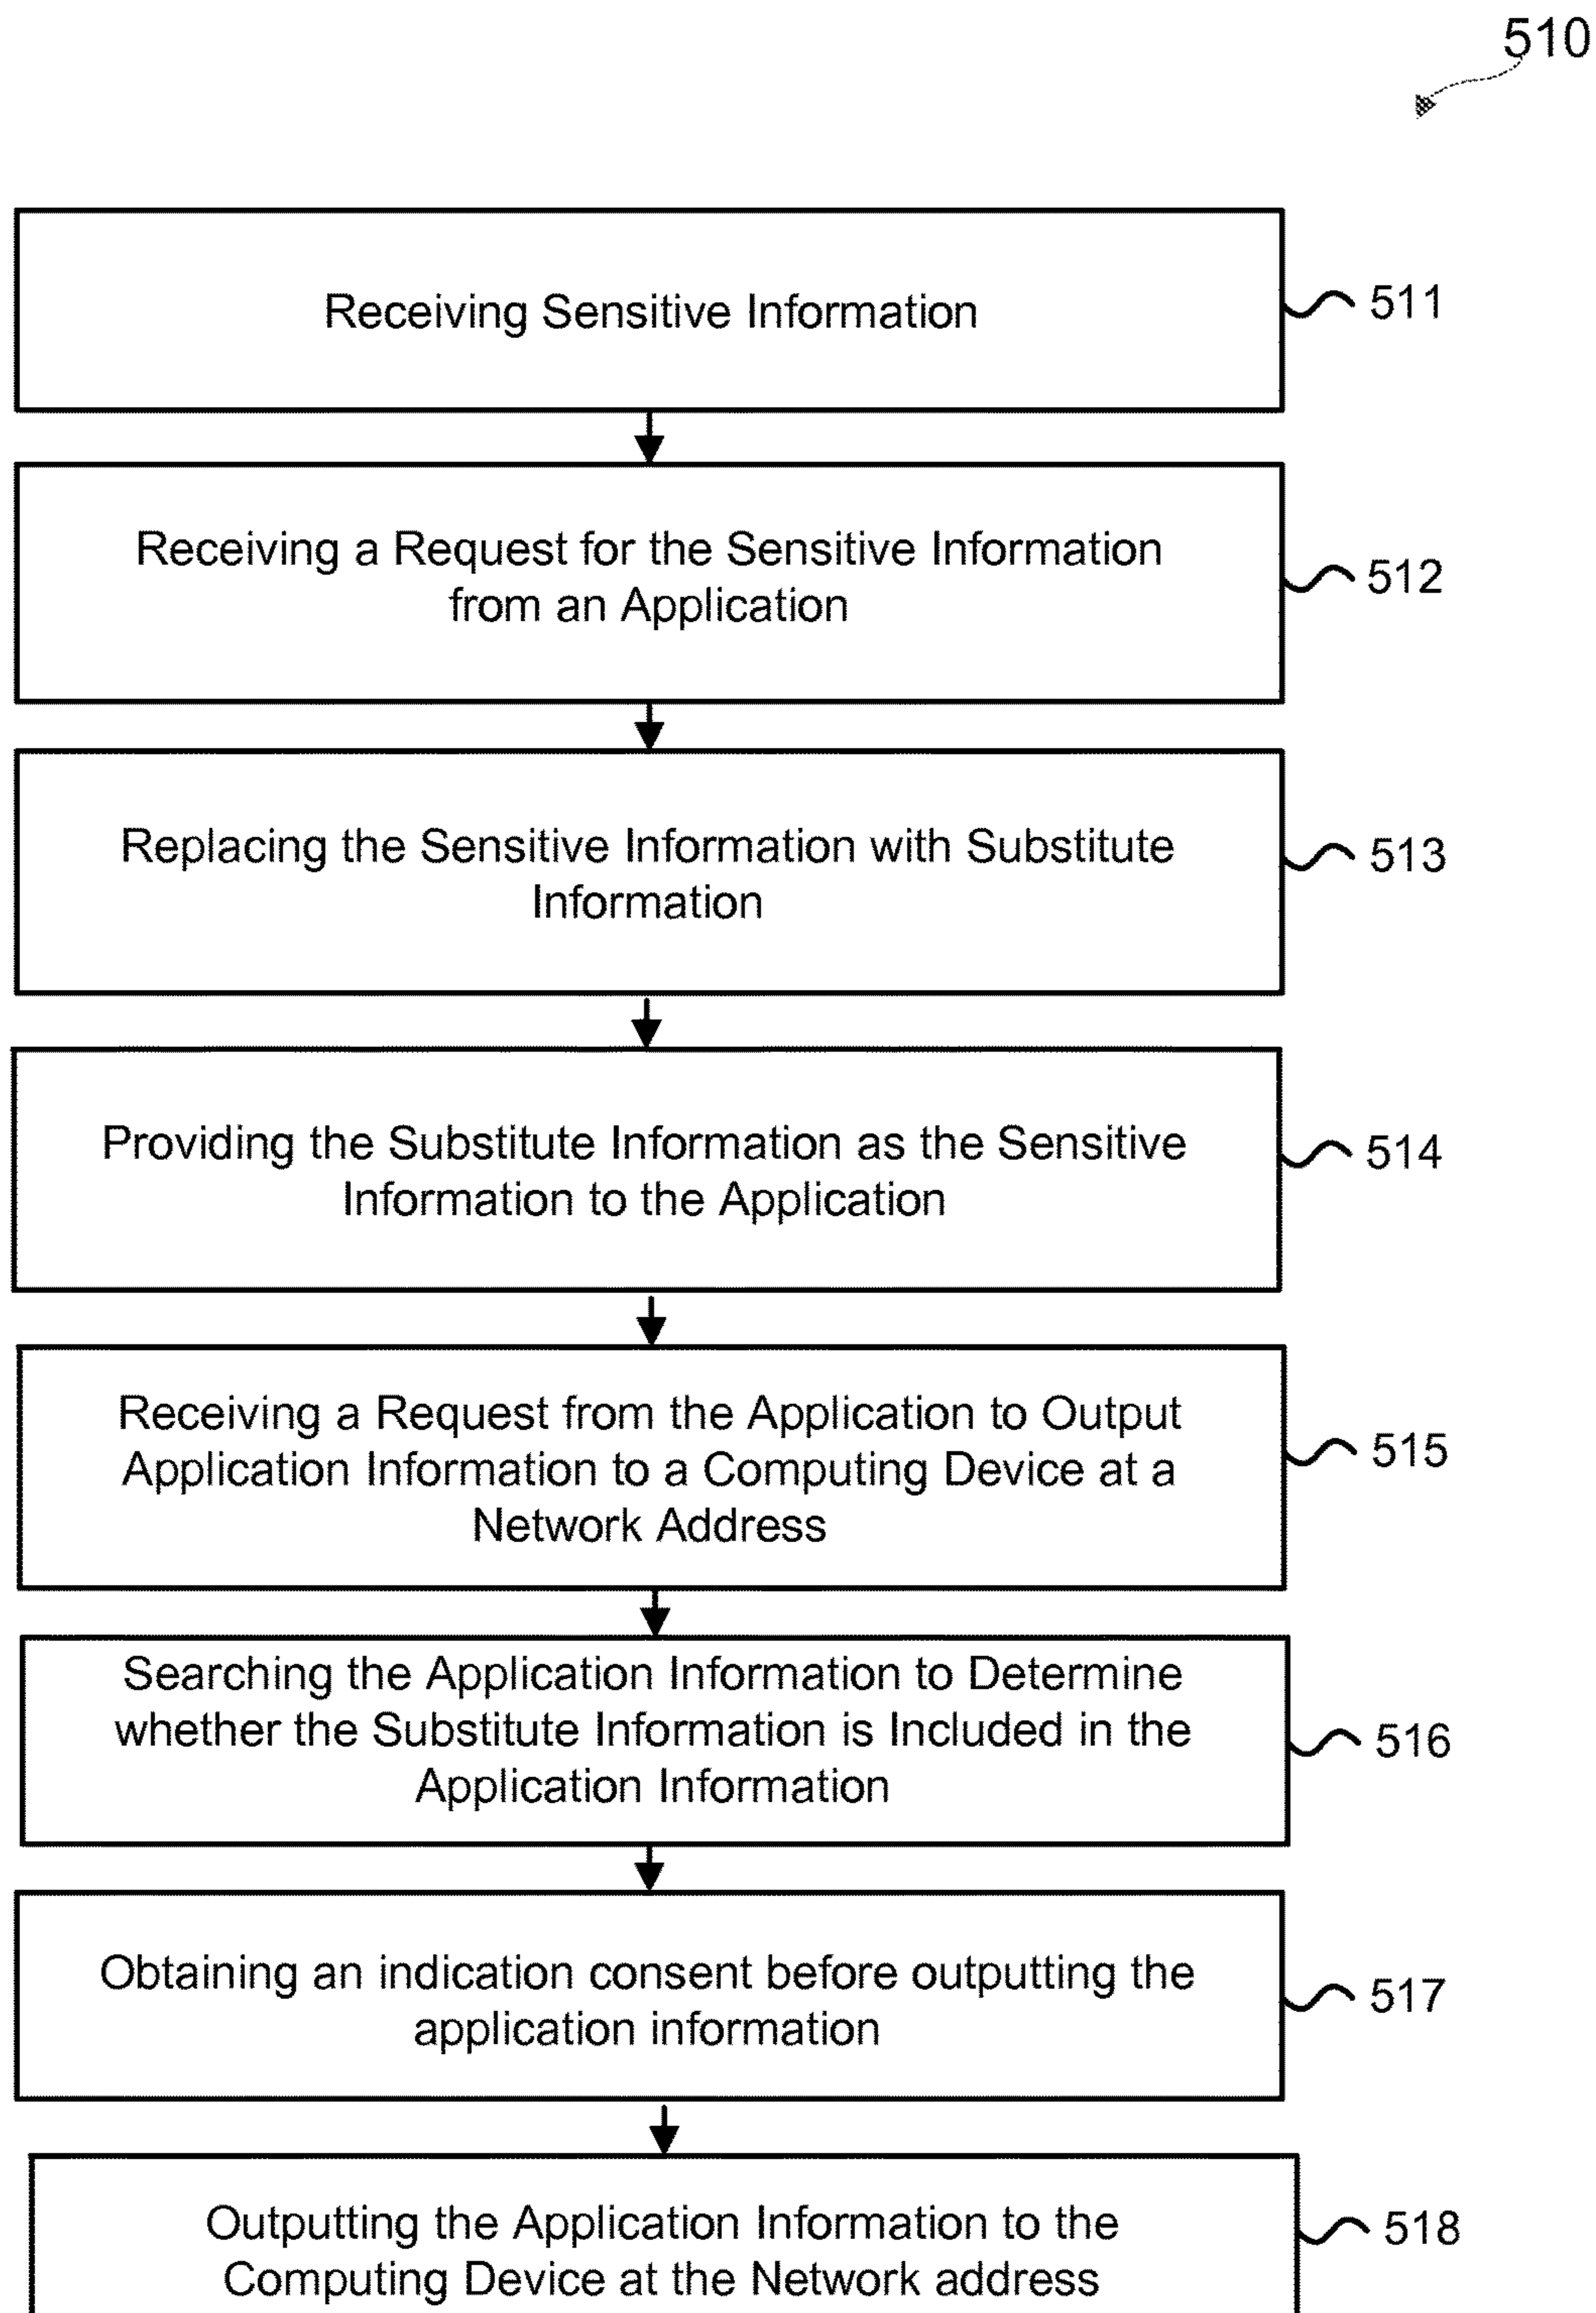 510
Receiving Sensitive Information
511
Receiving a Request for the Sensitive Information
from an Application
512
Replacing the Sensitive Information with Substitute
Information
513
Providing the Substitute Information as the Sensitive
Information to the Application
514
Receiving a Request from the Application to Output
Application Information to a Computing Device at a
Network Address
515
Searching the Application Information to Determine
whether the Substitute Information is Included in the
Application Information
516
Obtaining an indication consent before outputting the
application information
517
Outputting the Application Information to the
Computing Device at the Network address
518